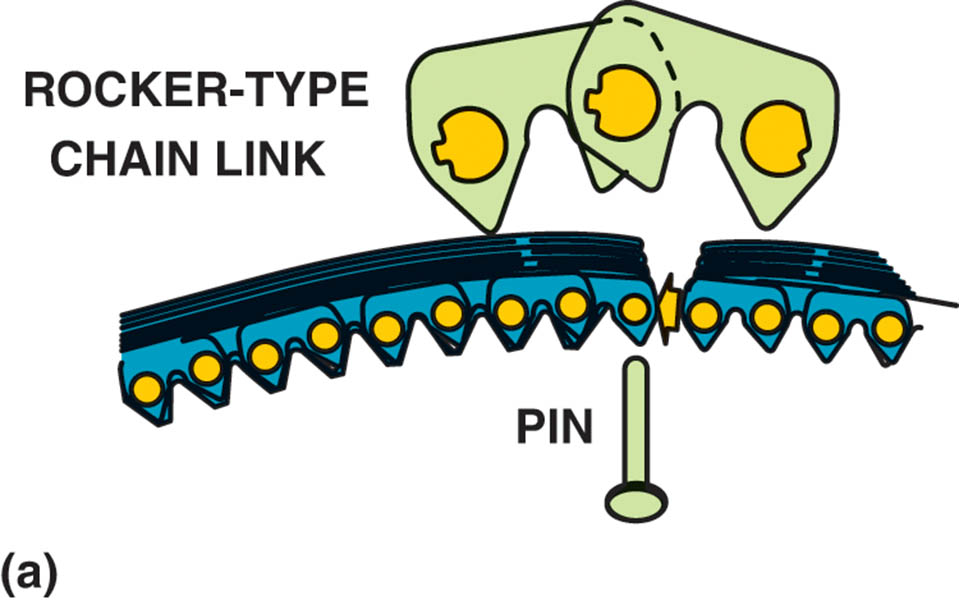 ROCKER-TYPE
CHAIN LINK
PIN
(a)